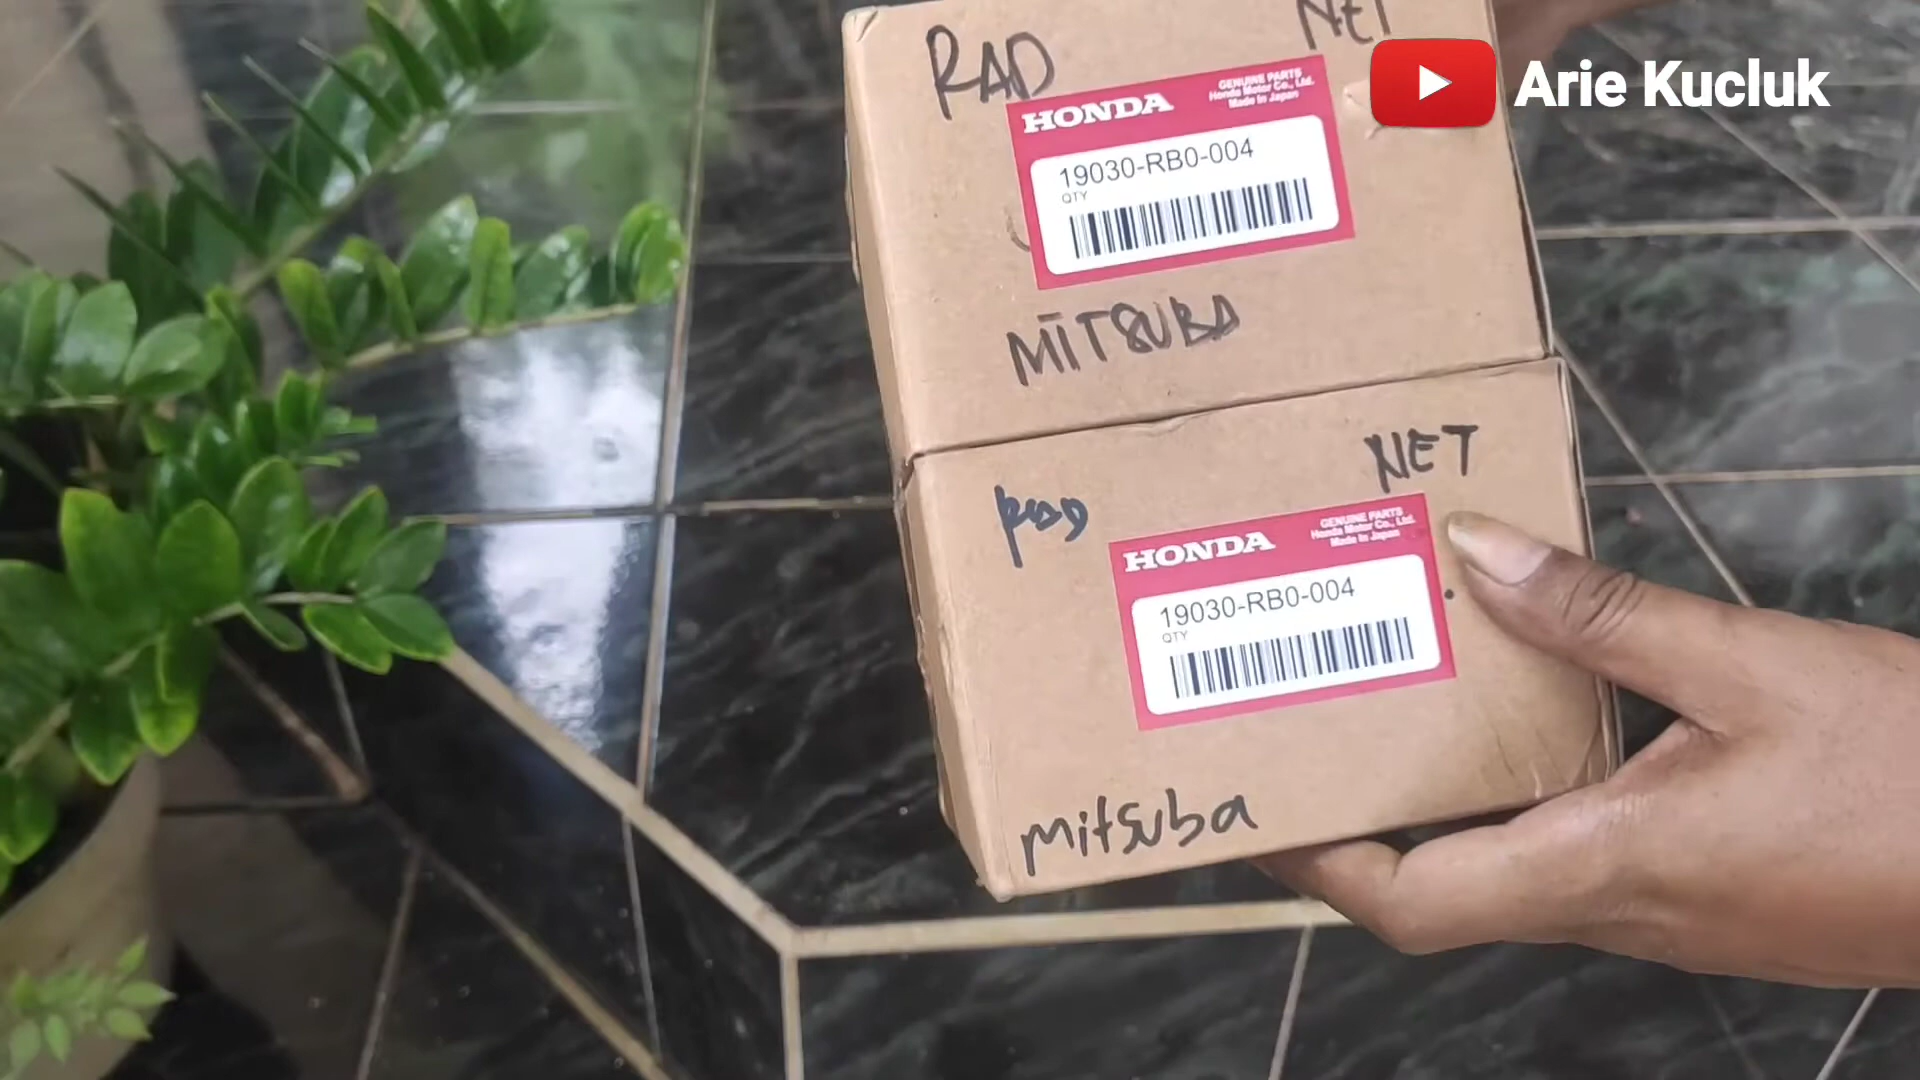 Arie Kucluk
RAD
NET
HONDA
GENUINE PARTS
Honda Motor Co., Ltd.
Made In Japan
19030-RB0-004
QTY
MITSUBA
RAD
NET
HONDA
GENUINE PARTS
Honda Motor Co., Ltd.
Made In Japan
19030-RB0-004
QTY
mitsuba